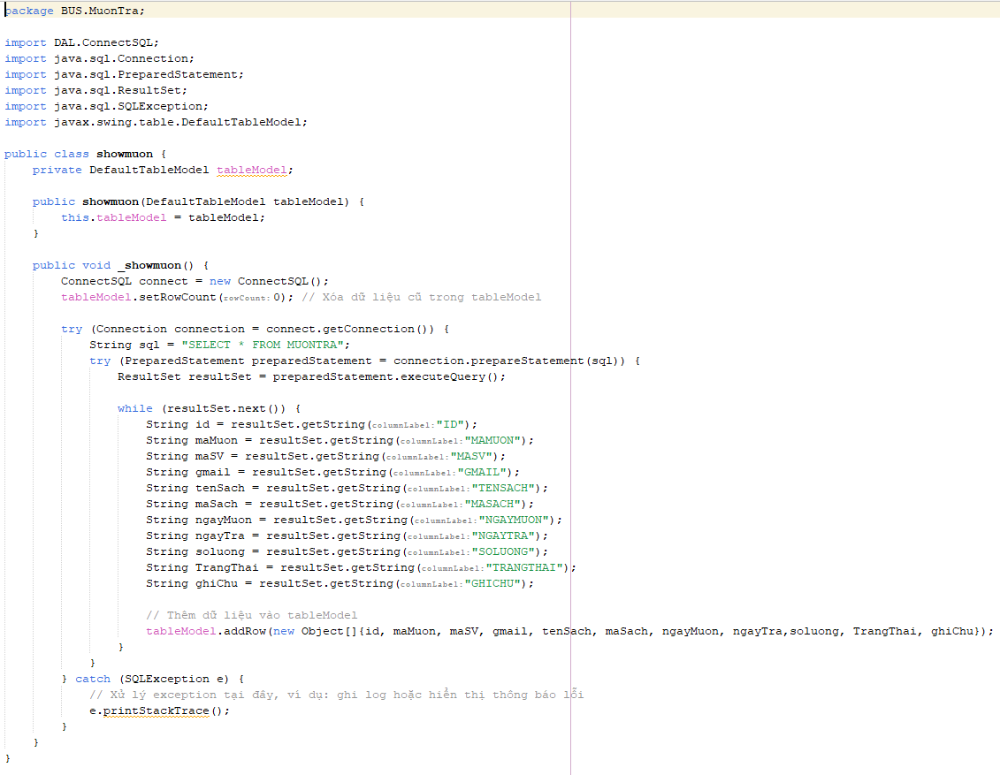 package BUS.MuonTra;
import DAL.ConnectSQL;
import java.sql.Connection;
import java.sql.PreparedStatement;
import java.sql.ResultSet;
import java.sql.SQLException;
import javax.swing.table.DefaultTableModel;
public class showmuon {
private DefaultTableModel tableModel;
public showmuon(DefaultTableModel tableModel) {
this.tableModel = tableModel;
}
public void _showmuon() {
ConnectSQL connect = new ConnectSQL();
tableModel.setRowCount(rowCount: 0); // Xóa dữ liệu cũ trong tableModel
try (Connection connection = connect.getConnection()) {
String sql = "SELECT * FROM MUONTRA";
try (PreparedStatement preparedStatement = connection.prepareStatement(sql)) {
ResultSet resultSet = preparedStatement.executeQuery();
while (resultSet.next()) {
String id = resultSet.getString(columnLabel:"ID");
String maMuon = resultSet.getString(columnLabel:"MAMUON");
String maSV = resultSet.getString(columnLabel:"MASV");
String gmail = resultSet.getString(columnLabel:"GMAIL");
String tenSach = resultSet.getString(columnLabel:"TENSACH");
String maSach = resultSet.getString(columnLabel:"MASACH");
String ngayMuon = resultSet.getString(columnLabel:"NGAYMUON");
String ngayTra = resultSet.getString(columnLabel:"NGAYTRA");
String soluong = resultSet.getString(columnLabel:"SOLUONG");
String TrangThai = resultSet.getString(columnLabel:"TRANGTHAI");
String ghiChu = resultSet.getString(columnLabel:"GHICHU");
// Thêm dữ liệu vào tableModel
tableModel.addRow(new Object[]{id, maMuon, maSV, gmail, tenSach, maSach, ngayMuon, ngayTra,soluong, TrangThai, ghiChu});
}
}
} catch (SQLException e) {
// Xử lý exception tại đây, ví dụ: ghi log hoặc hiển thị thông báo lỗi
e.printStackTrace();
}
}
}